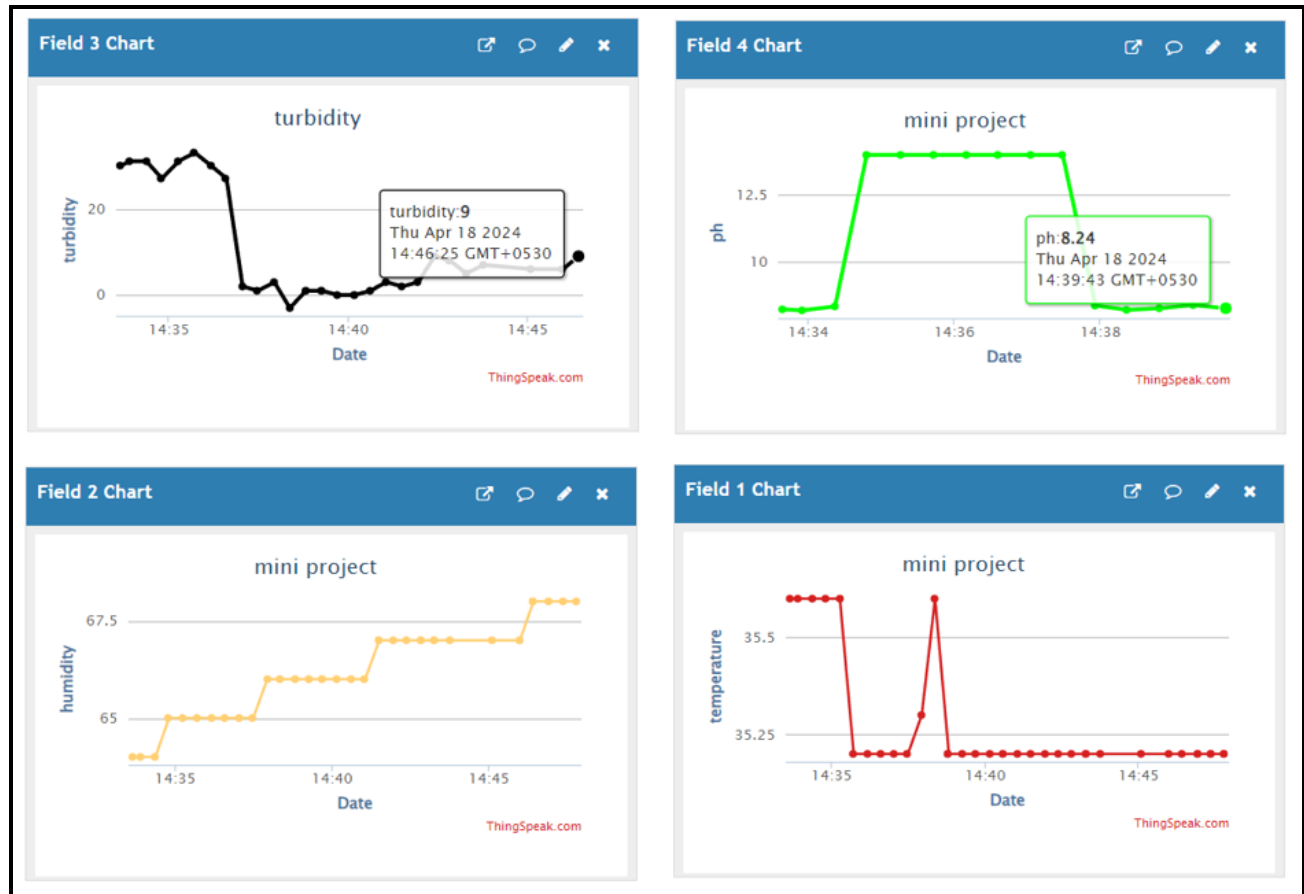 Field 3 Chart
turbidity
turbidity
20
0
turbidity:9
Thu Apr 18 2024
14:46:25 GMT+0530
14:35
14:40
14:45
Date
ThingSpeak.com
Field 4 Chart
mini project
ph
12.5
10
ph:8.24
Thu Apr 18 2024
14:39:43 GMT+0530
14:34
14:36
14:38
Date
ThingSpeak.com
Field 2 Chart
mini project
humidity
67.5
65
14:35
14:40
14:45
Date
ThingSpeak.com
Field 1 Chart
mini project
temperature
35.5
35.25
14:35
14:40
14:45
Date
ThingSpeak.com